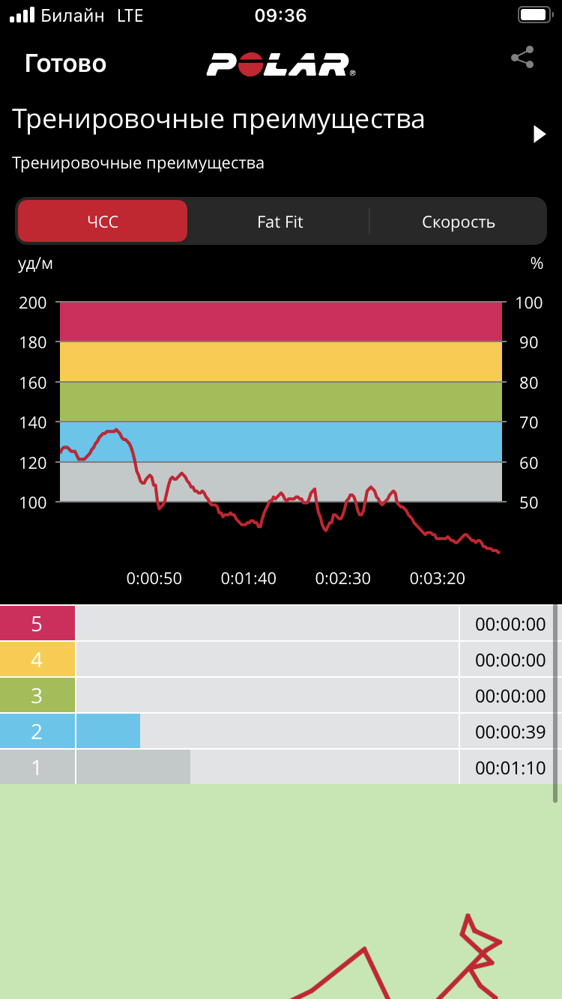 Билайн LTE 09:36
Готово POLAR®
Тренировочные преимущества
Тренировочные преимущества
ЧСС Fat Fit Скорость
уд/м %
200 100
180 90
160 80
140 70
120 60
100 50
0:00:50 0:01:40 0:02:30 0:03:20
5 00:00:00
4 00:00:00
3 00:00:00
2 00:00:39
1 00:01:10